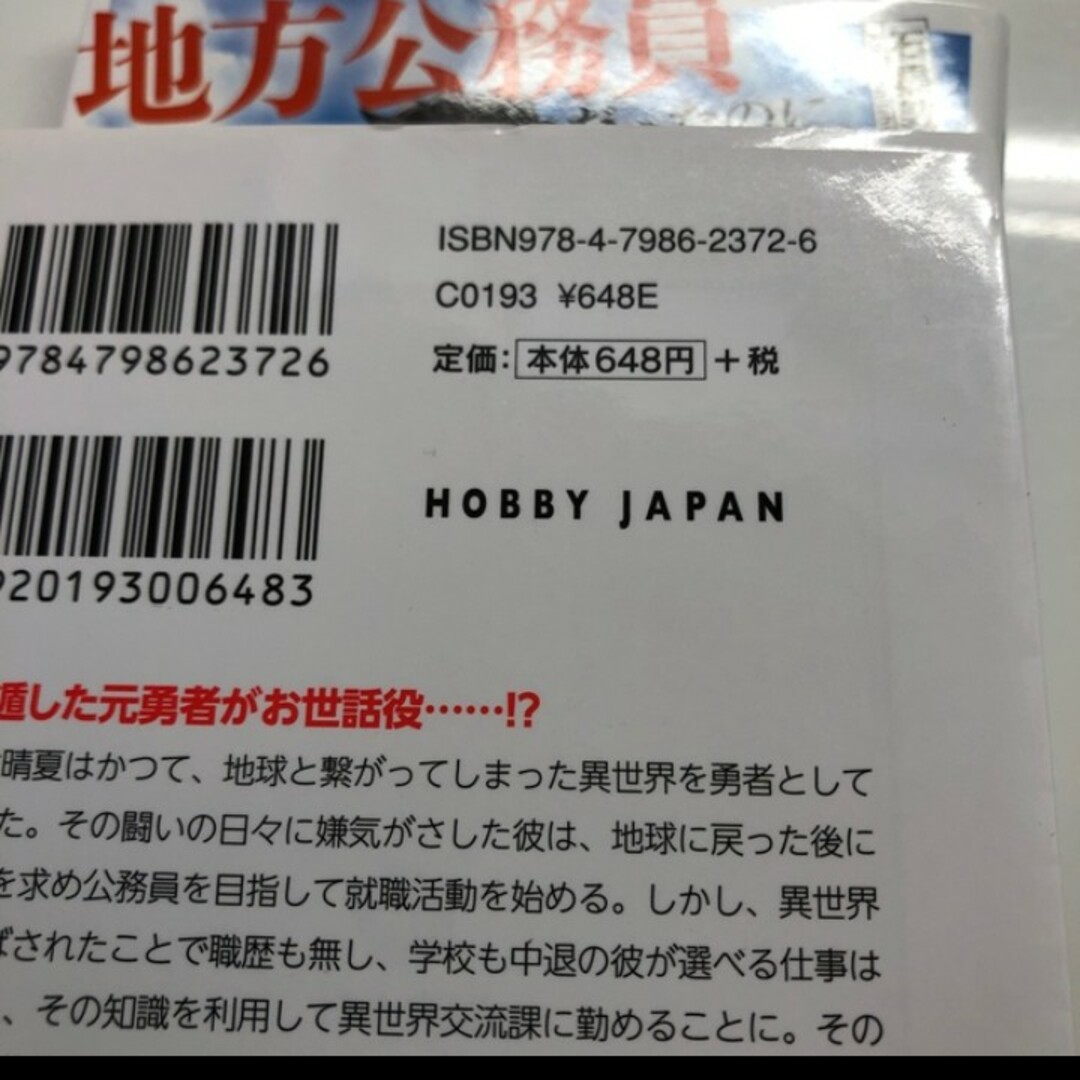 地方公務員
たのに
ISBN978-4-7986-2372-6
C0193 ¥648E
9784798623726
定価：本体648円＋税
920193006483
HOBBY JAPAN
遁した元勇者がお世話役……!?
晴夏はかつて、地球と繋がってしまった異世界を勇者として
た。その闘いの日々に嫌気がさした彼は、地球に戻った後に
を求め公務員を目指して就職活動を始める。しかし、異世界
ばされたことで職歴も無し、学校も中退の彼が選べる仕事は
、その知識を利用して異世界交流課に勤めることに。その